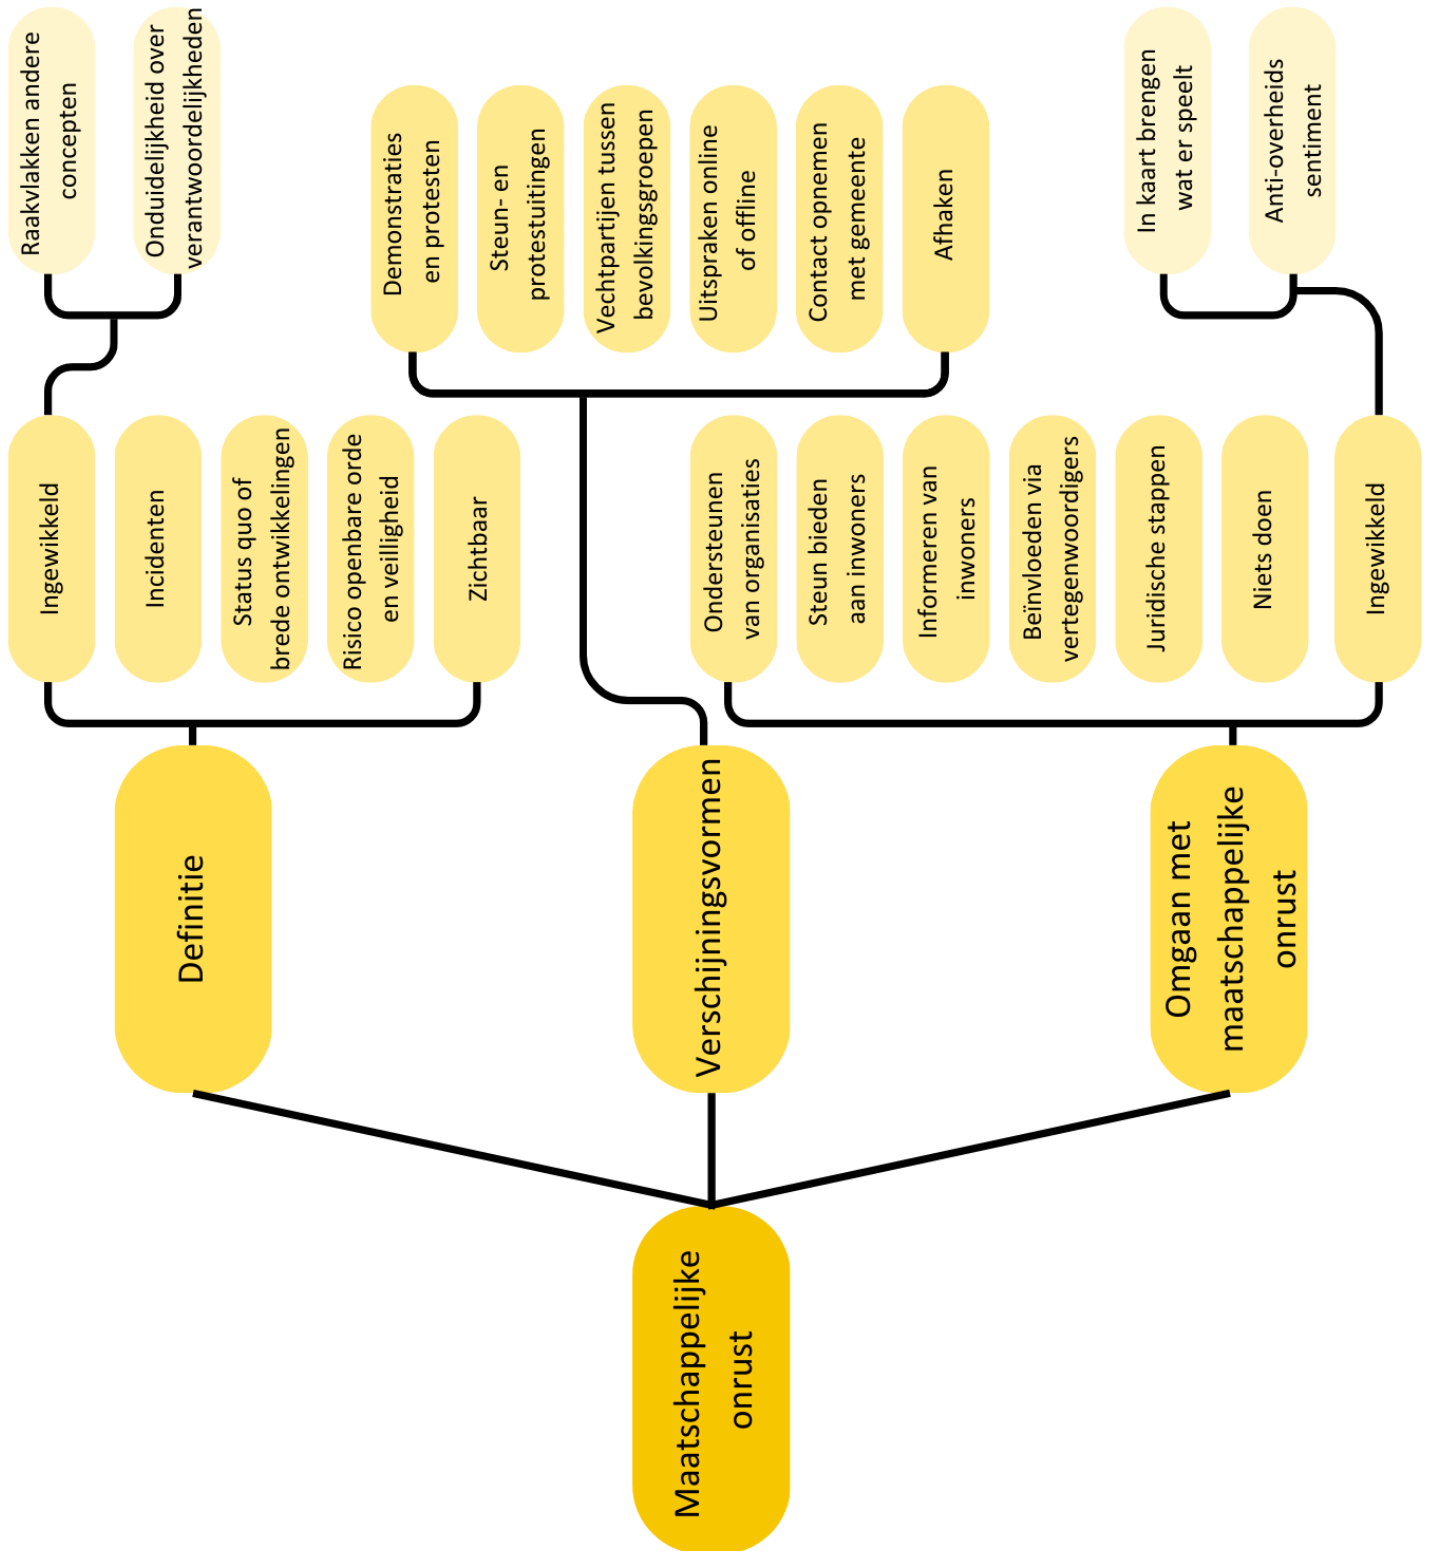 Maatschappelijke
onrust
Definitie
Ingewikkeld
Raakvlakken andere
concepten
Onduidelijkheid over
verantwoordelijkheden
Incidenten
Status quo of
brede ontwikkelingen
Risico openbare orde
en veiligheid
Zichtbaar
Verschijningsvormen
Demonstraties
en protesten
Steun- en
protestuitingen
Vechtpartijen tussen
bevolkingsgroepen
Uitspraken online
of offline
Contact opnemen
met gemeente
Afhaken
Omgaan met
maatschappelijke
onrust
Ondersteunen
van organisaties
Steun bieden
aan inwoners
Informeren van
inwoners
Beïnvloeden via
vertegenwoordigers
Juridische stappen
Niets doen
Ingewikkeld
In kaart brengen
wat er speelt
Anti-overheids
sentiment